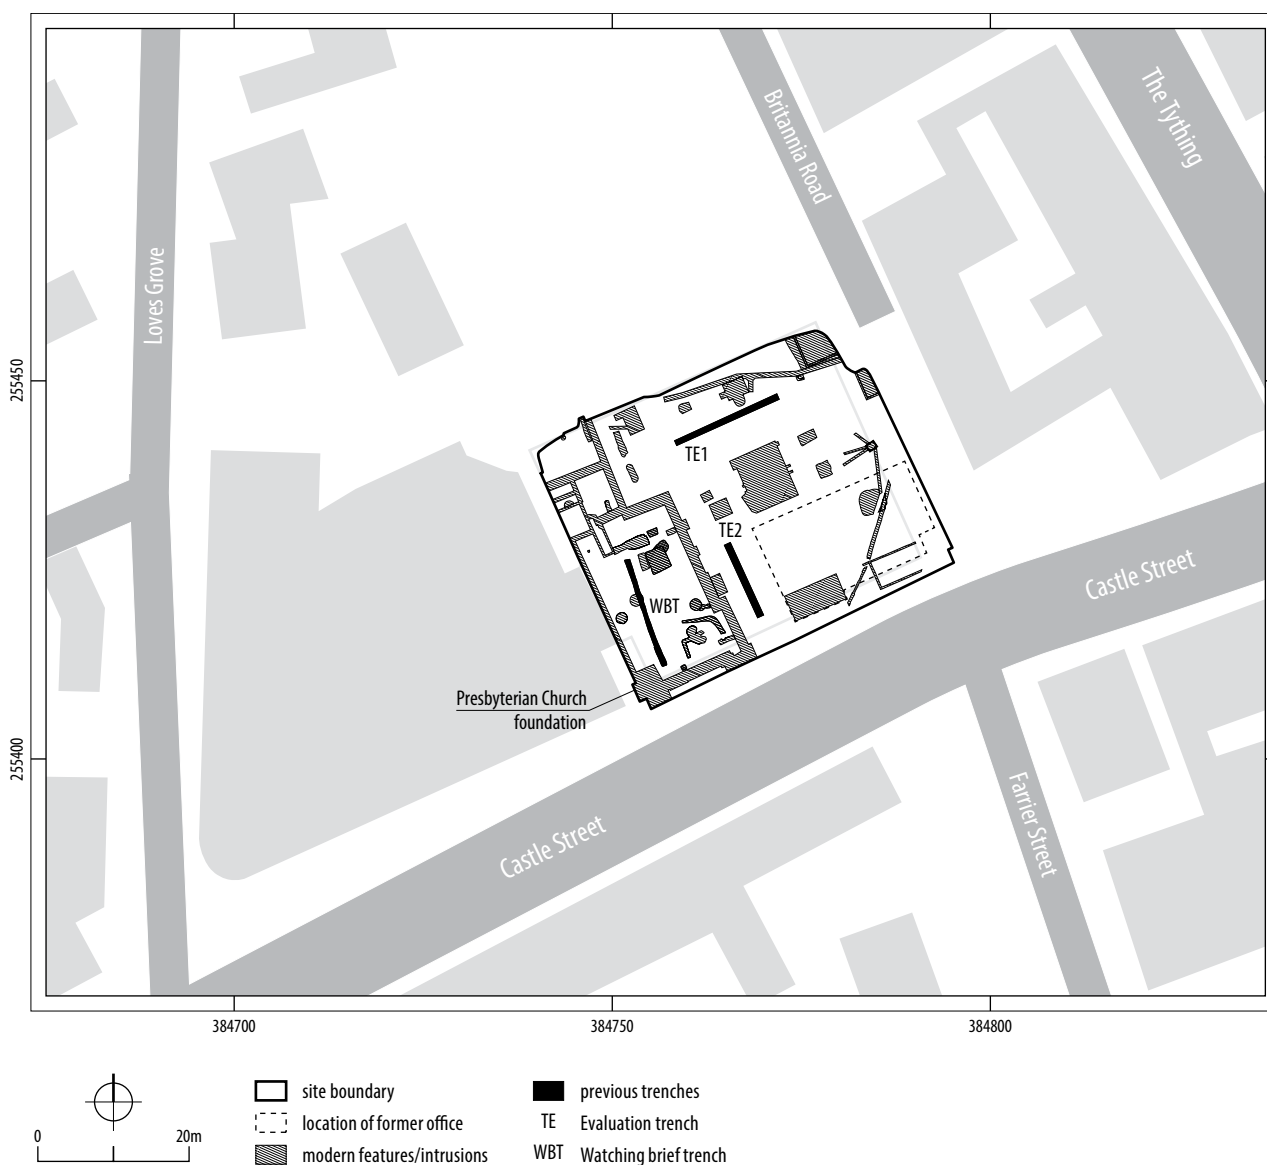 The Tything
Britannia Road
Loves Grove
255450
TE1
TE2
WBT
Castle Street
Presbyterian Church
foundation
255400
Castle Street
Farrier Street
384700
384750
384800
site boundary
previous trenches
location of former office
TE Evaluation trench
0 20m
modern features/intrusions
WBT Watching brief trench